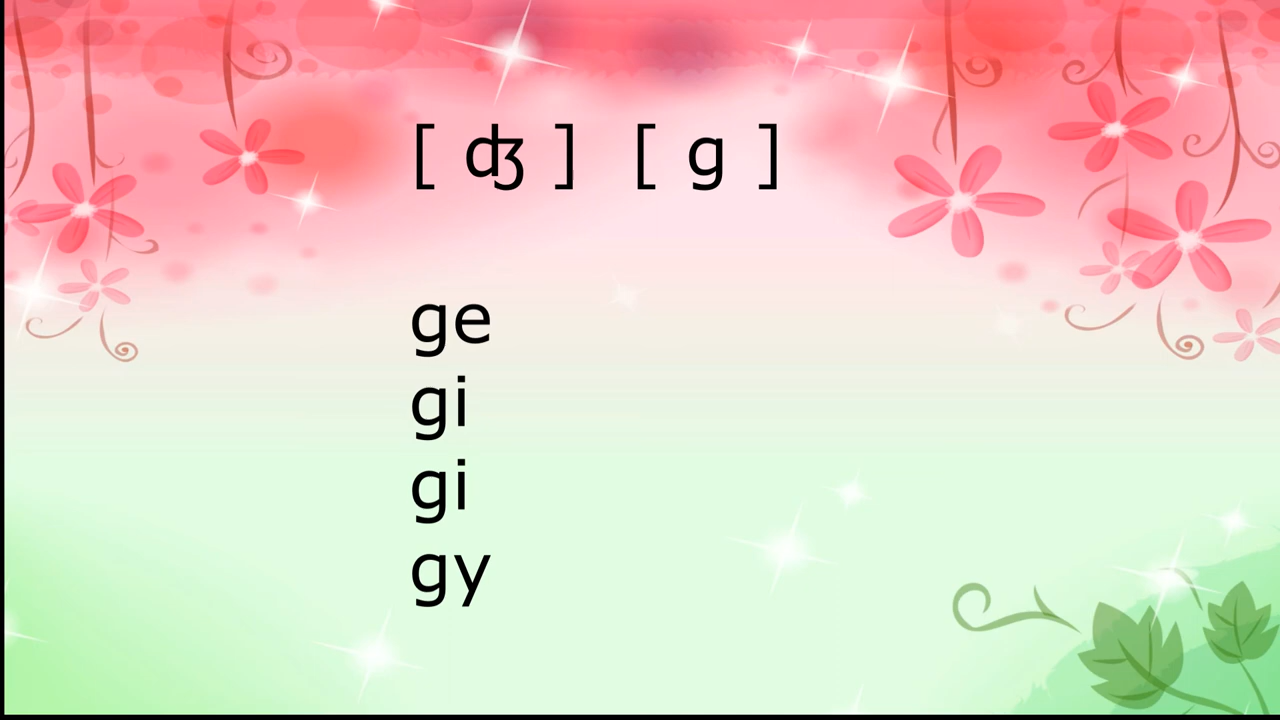 [ ʤ ] [ g ]
ge
gi
gi
gy